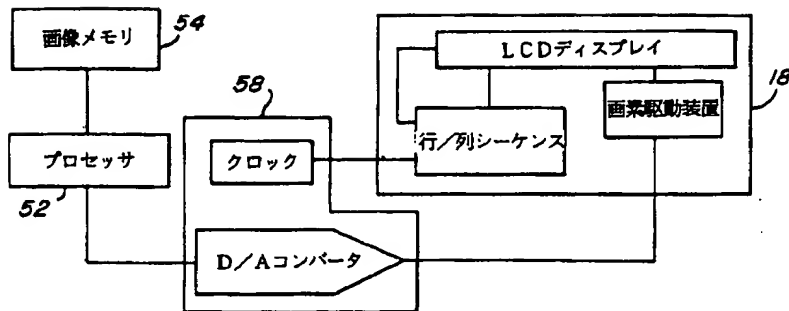 画像メモリ
54
プロセッサ
52
58
クロック
D/Aコンバータ
LCDディスプレイ
行/列シーケンス
画素駆動装置
18